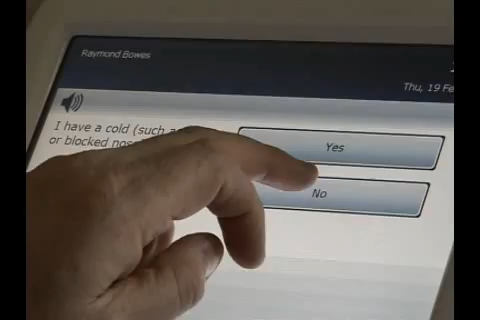 Raymond Bowes
Thu, 19 Fe
I have a cold (such a
or blocked nos
Yes
No